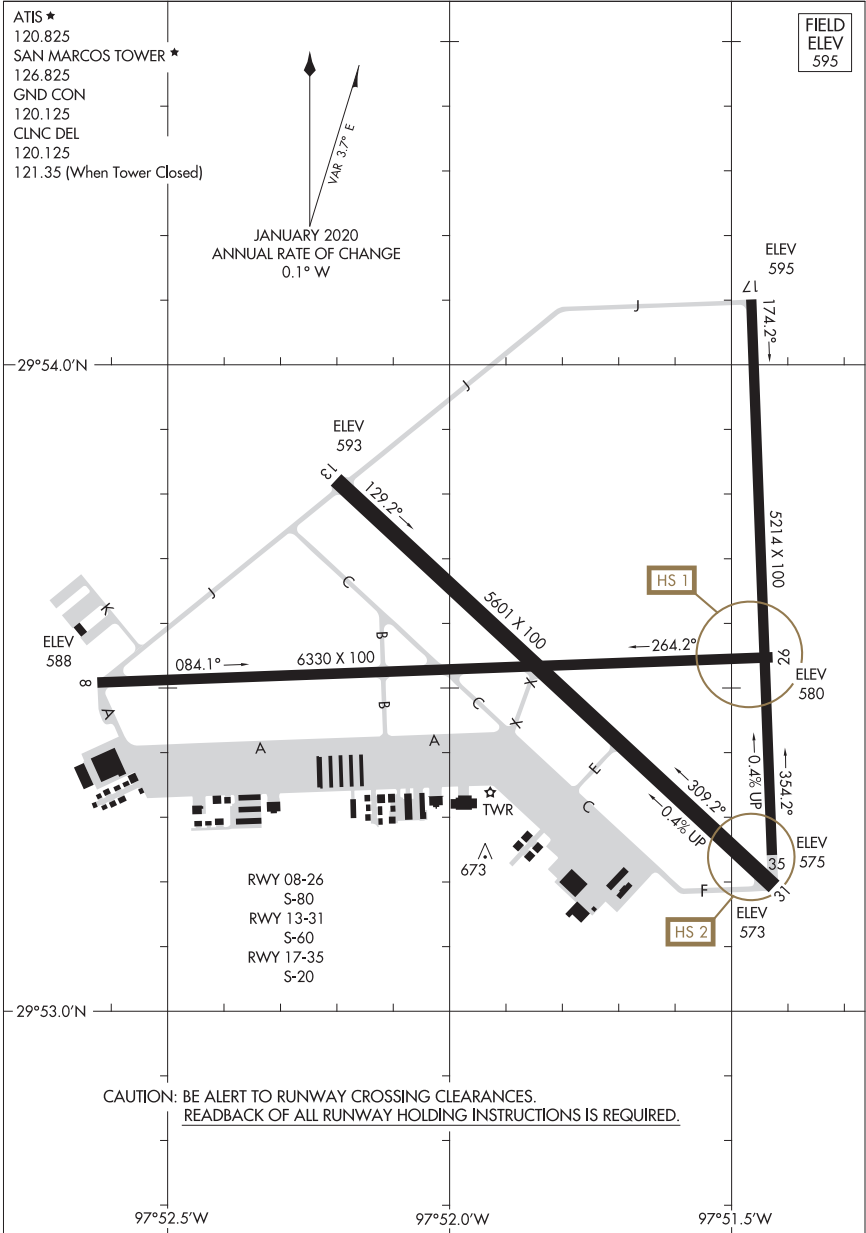 ATIS ★
120.825
SAN MARCOS TOWER ★
126.825
GND CON
120.125
CLNC DEL
120.125
121.35 (When Tower Closed)
FIELD
ELEV
595
VAR 3.7° E
JANUARY 2020
ANNUAL RATE OF CHANGE
0.1° W
ELEV
595
17
174.2°
J
29°54.0'N
J
ELEV
593
13
129.2°
5214 X 100
HS 1
C
5601 X 100
K
J
B
ELEV
588
084.1°
6330 X 100
264.2°
26
ELEV
580
8
X
A
B
C
X
A
A
E
0.4% UP
354.2°
309.2°
C
0.4% UP
TWR
673
ELEV
575
35
31
F
ELEV
573
HS 2
RWY 08-26
S-80
RWY 13-31
S-60
RWY 17-35
S-20
29°53.0'N
CAUTION: BE ALERT TO RUNWAY CROSSING CLEARANCES.
READBACK OF ALL RUNWAY HOLDING INSTRUCTIONS IS REQUIRED.
97°52.5'W
97°52.0'W
97°51.5'W